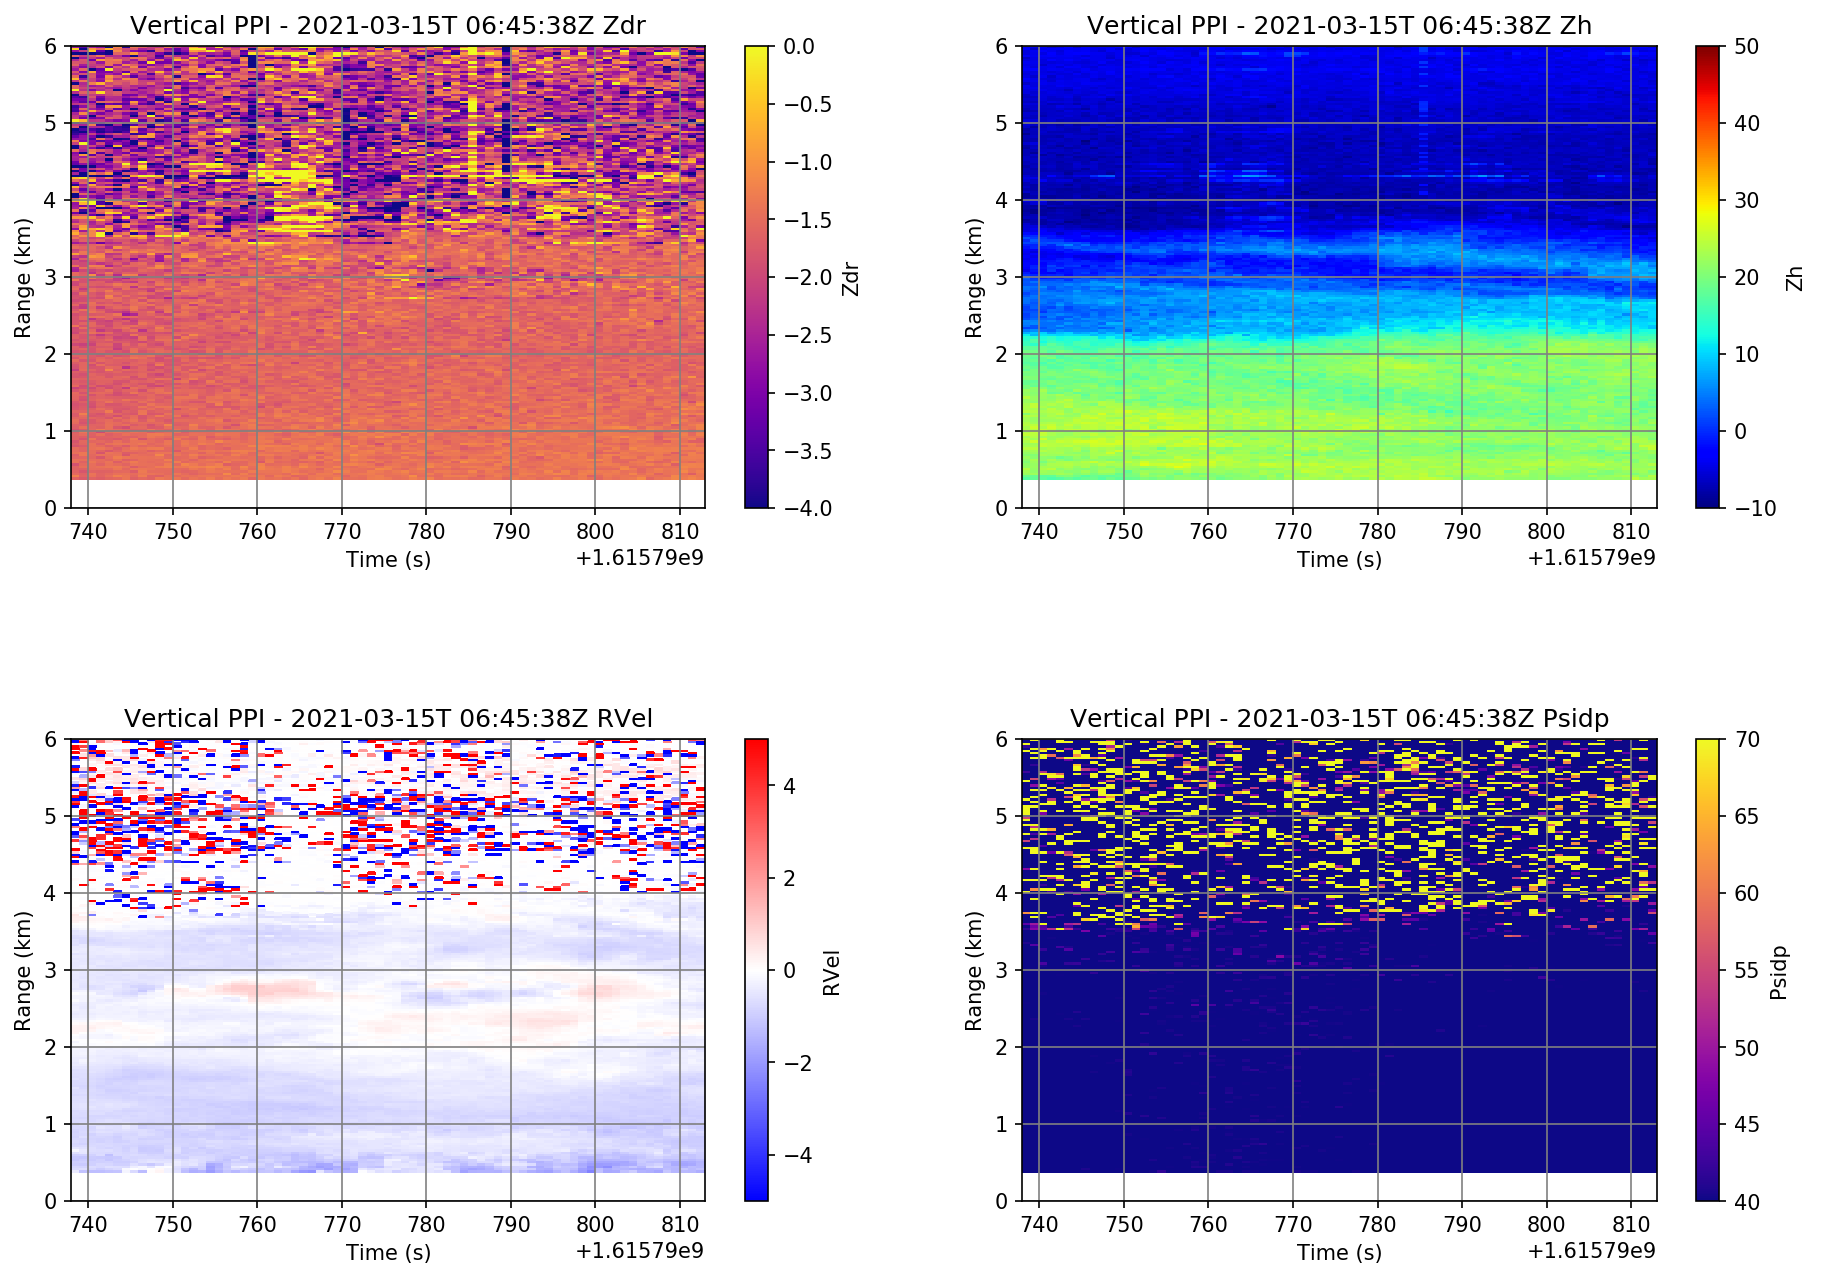 Vertical PPI - 2021-03-15T 06:45:38Z Zdr
6
5
4
3
2
1
0
Range (km)
740 750 760 770 780 790 800 810
Time (s)
+1.61579e9
0.0
−0.5
−1.0
−1.5
−2.0
−2.5
−3.0
−3.5
−4.0
Zdr
Vertical PPI - 2021-03-15T 06:45:38Z Zh
6
5
4
3
2
1
0
Range (km)
740 750 760 770 780 790 800 810
Time (s)
+1.61579e9
50
40
30
20
10
0
−10
Zh
Vertical PPI - 2021-03-15T 06:45:38Z RVel
6
5
4
3
2
1
0
Range (km)
740 750 760 770 780 790 800 810
Time (s)
+1.61579e9
4
2
0
−2
−4
RVel
Vertical PPI - 2021-03-15T 06:45:38Z Psidp
6
5
4
3
2
1
0
Range (km)
740 750 760 770 780 790 800 810
Time (s)
+1.61579e9
70
65
60
55
50
45
40
Psidp